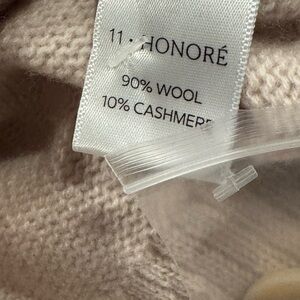 11 · HONORÉ
90% WOOL
10% CASHMERE